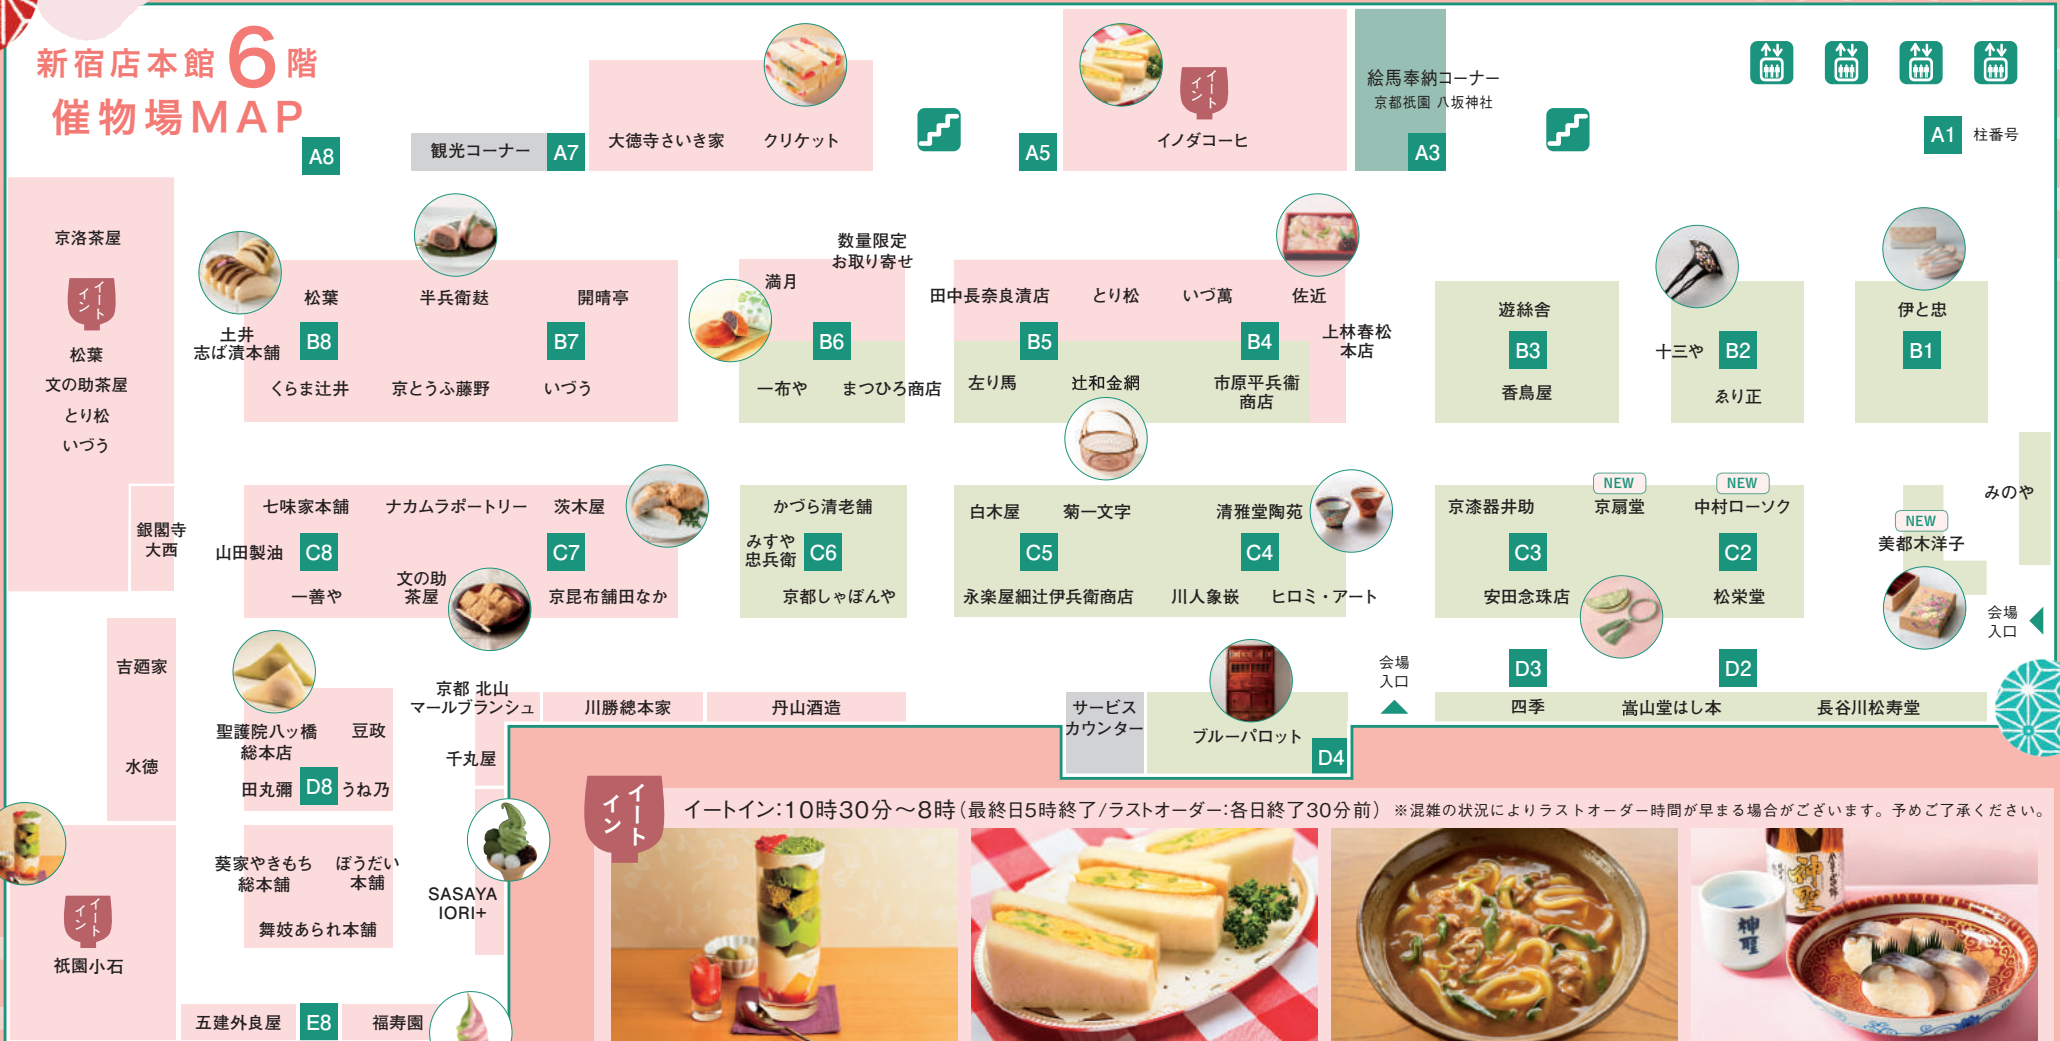 新宿店本館6階
催物場MAP
A8
観光コーナー
A7
大徳寺さいき家
クリケット
A5
イートイン
イノダコーヒ
絵馬奉納コーナー
京都祇園 八坂神社
A3
A1
柱番号
京洛茶屋
イートイン
松葉
文の助茶屋
とり松
いづう
銀閣寺
大西
土井
志ば漬本舗
松葉
半兵衛麸
開晴亭
B8
B7
くらま辻井
京とうふ藤野
いづう
満月
数量限定
お取り寄せ
B6
一布や
まつひろ商店
田中長奈良漬店
とり松
いづ萬
佐近
B5
B4
上林春松
本店
左り馬
辻和金網
市原平兵衞
商店
遊絲舎
B3
香鳥屋
十三や
B2
ゑり正
伊と忠
B1
七味家本舗
ナカムラポートリー
茨木屋
山田製油
C8
C7
一善や
文の助
茶屋
京昆布舗田なか
かづら清老舗
みすや
忠兵衛
C6
京都しゃぼんや
白木屋
菊一文字
清雅堂陶苑
C5
C4
永楽屋細辻伊兵衛商店
川人象嵌
ヒロミ・アート
NEW
NEW
京漆器井助
京扇堂
中村ローソク
C3
C2
安田念珠店
松栄堂
みのや
NEW
美都木洋子
会場
入口
吉廼家
水徳
聖護院八ッ橋
総本店
豆政
田丸彌
D8
うね乃
京都 北山
マールブランシュ
川勝總本家
丹山酒造
千丸屋
サービス
カウンター
ブルーパロット
D4
会場
入口
D3
D2
四季
嵩山堂はし本
長谷川松寿堂
イートイン
祇園小石
葵家やきもち
総本舗
ぼうだい
本舗
舞妓あられ本舗
SASAYA
IORI+
五建外良屋
E8
福寿園
イートイン
イートイン：10時30分〜8時（最終日5時終了/ラストオーダー：各日終了30分前） ※混雑の状況によりラストオーダー時間が早まる場合がございます。予めご了承ください。
神聖
神聖